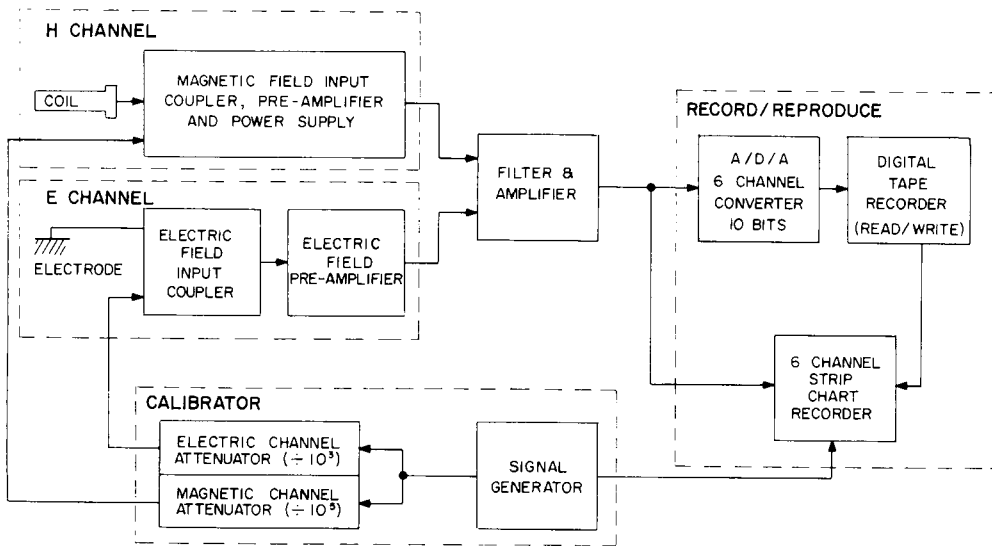 H CHANNEL
COIL
MAGNETIC FIELD INPUT
COUPLER, PRE-AMPLIFIER
AND POWER SUPPLY
E CHANNEL
ELECTRODE
ELECTRIC
FIELD
INPUT
COUPLER
ELECTRIC
FIELD
PRE-AMPLIFIER
FILTER &
AMPLIFIER
RECORD/REPRODUCE
A/D/A
6 CHANNEL
CONVERTER
10 BITS
DIGITAL
TAPE
RECORDER
(READ/WRITE)
6 CHANNEL
STRIP
CHART
RECORDER
CALIBRATOR
ELECTRIC CHANNEL
ATTENUATOR (÷10³)
MAGNETIC CHANNEL
ATTENUATOR (÷10⁵)
SIGNAL
GENERATOR